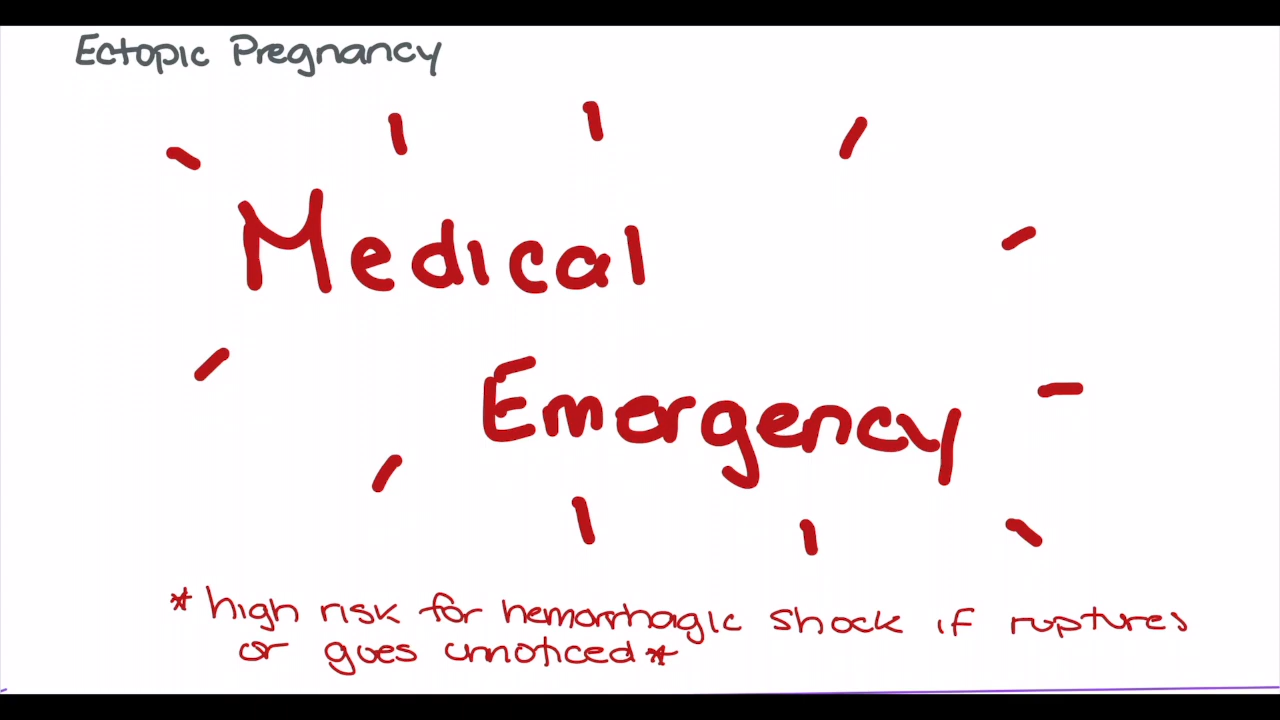 Ectopic Pregnancy
Medical
Emergency
* high risk for hemorrhagic shock if ruptures
or goes unnoticed *